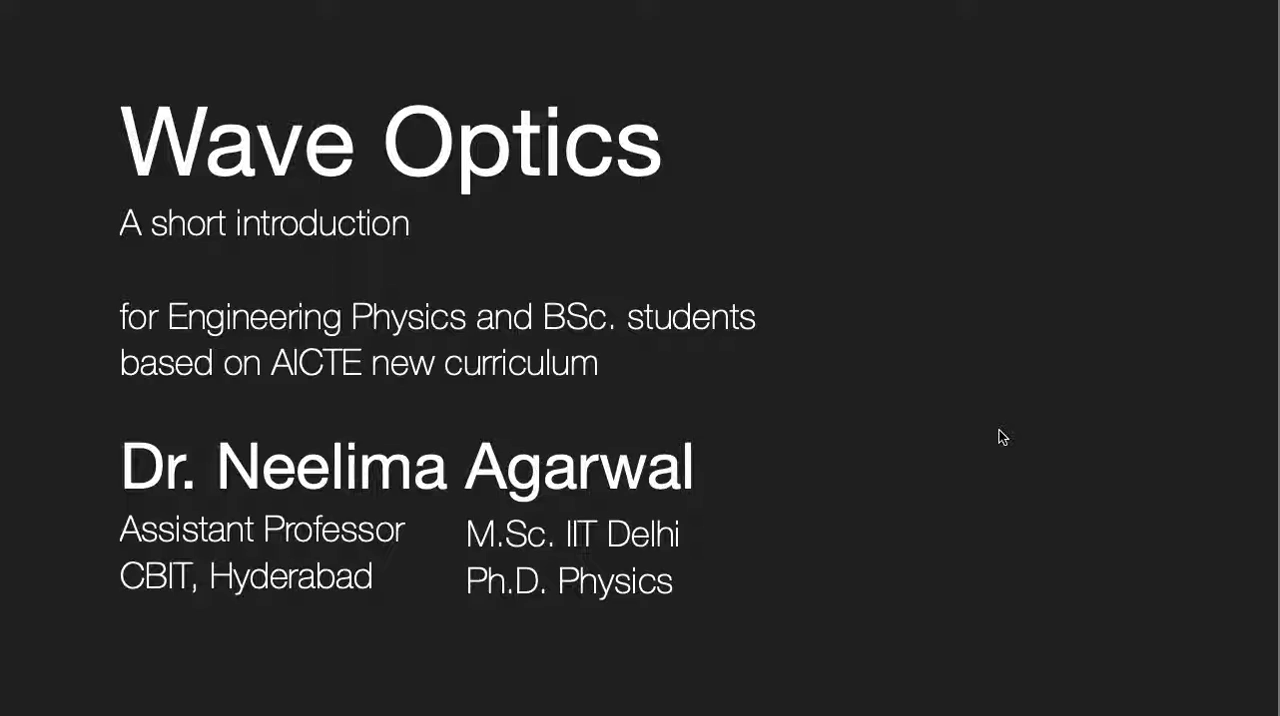 Wave Optics
A short introduction
for Engineering Physics and BSc. students
based on AICTE new curriculum
Dr. Neelima Agarwal
Assistant Professor
CBIT, Hyderabad
M.Sc. IIT Delhi
Ph.D. Physics